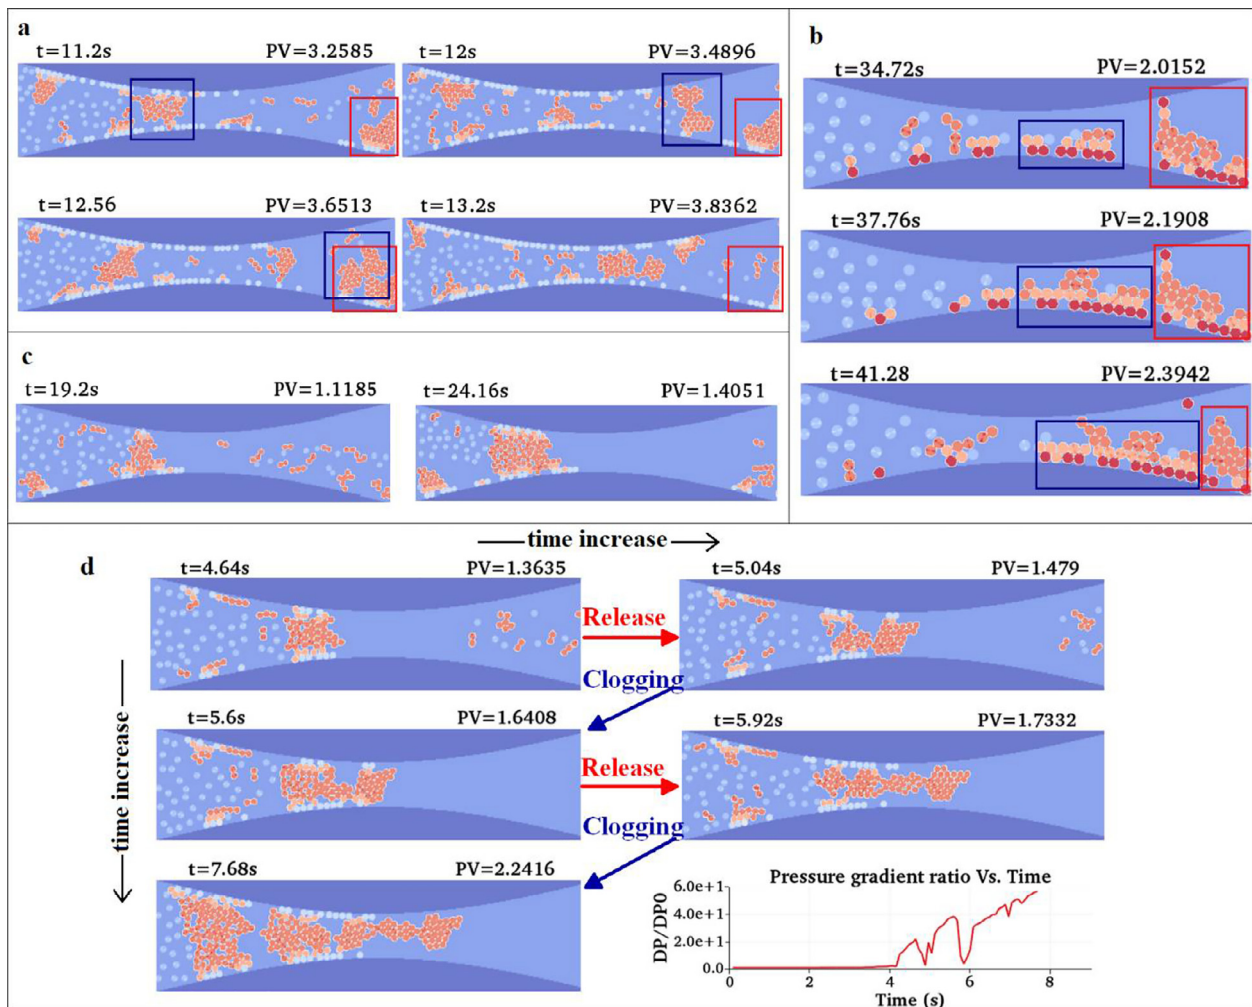 a
t=11.2s PV=3.2585 t=12s PV=3.4896
t=12.56 PV=3.6513 t=13.2s PV=3.8362
b
t=34.72s PV=2.0152
t=37.76s PV=2.1908
t=41.28 PV=2.3942
c
t=19.2s PV=1.1185 t=24.16s PV=1.4051
time increase
d
t=4.64s PV=1.3635 t=5.04s PV=1.479
Release
Clogging
time increase
t=5.6s PV=1.6408 t=5.92s PV=1.7332
Release
Clogging
t=7.68s PV=2.2416
Pressure gradient ratio Vs. Time
DP/DP0
6.0e+1
4.0e+1
2.0e+1
0.0
0 2 4 6 8
Time (s)